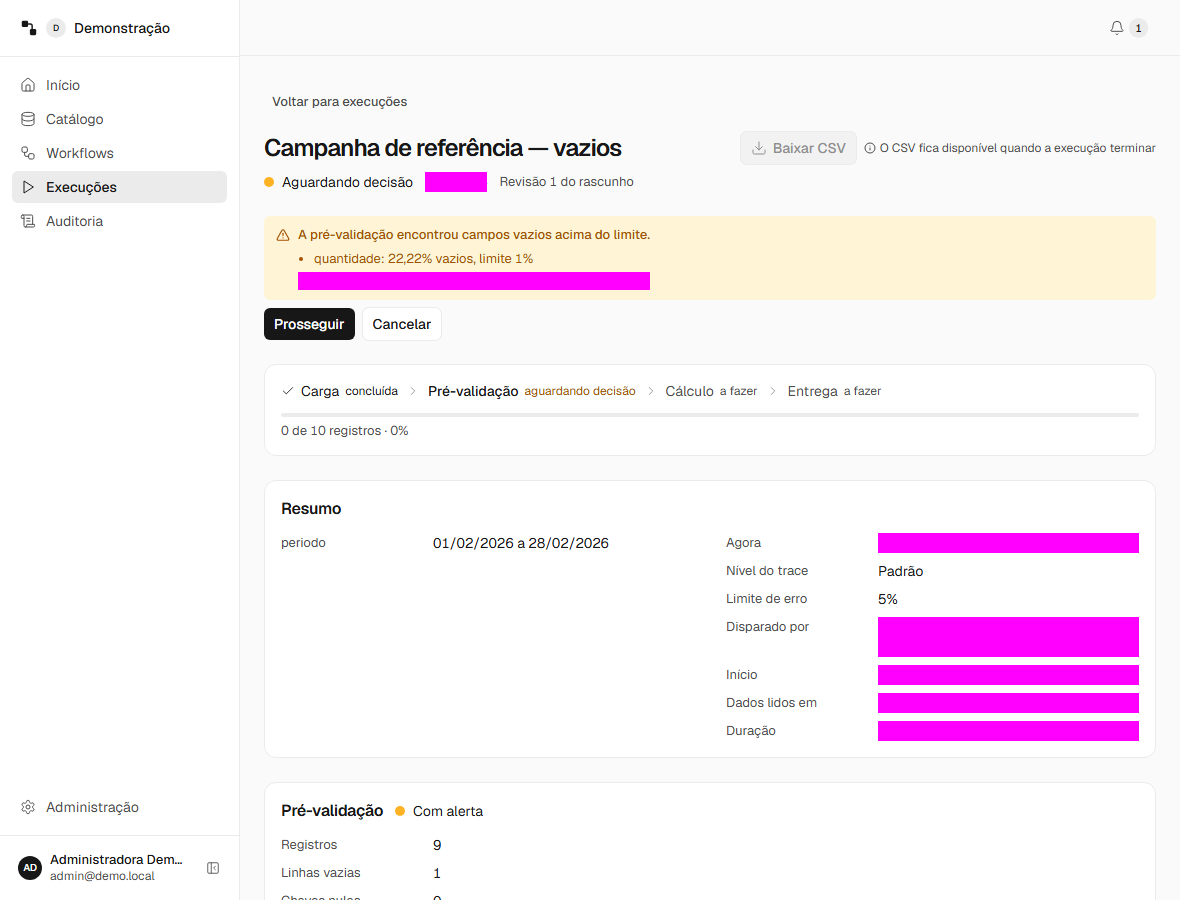 D Demonstração
1
Início
Catálogo
Workflows
Execuções
Auditoria
Administração
AD
Administradora Dem...
admin@demo.local
Voltar para execuções
Campanha de referência — vazios
Baixar CSV
O CSV fica disponível quando a execução terminar
Aguardando decisão
Revisão 1 do rascunho
A pré-validação encontrou campos vazios acima do limite.
• quantidade: 22,22% vazios, limite 1%
Prosseguir
Cancelar
Carga concluída > Pré-validação aguardando decisão > Cálculo a fazer > Entrega a fazer
0 de 10 registros · 0%
Resumo
periodo 01/02/2026 a 28/02/2026
Agora
Nível do trace Padrão
Limite de erro 5%
Disparado por
Início
Dados lidos em
Duração
Pré-validação Com alerta
Registros 9
Linhas vazias 1